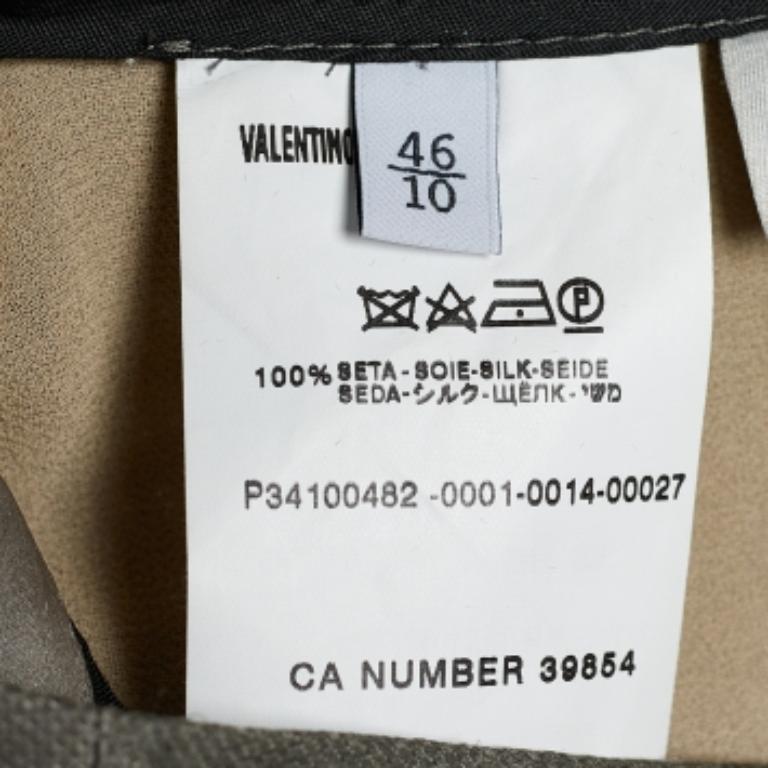 VALENTINO
46
10
100% SETA-SOIE-SILK-SEIDE
SEDA-シルク-ЩЁЛК-משי
P34100482 -0001-0014-00027
CA NUMBER 39854